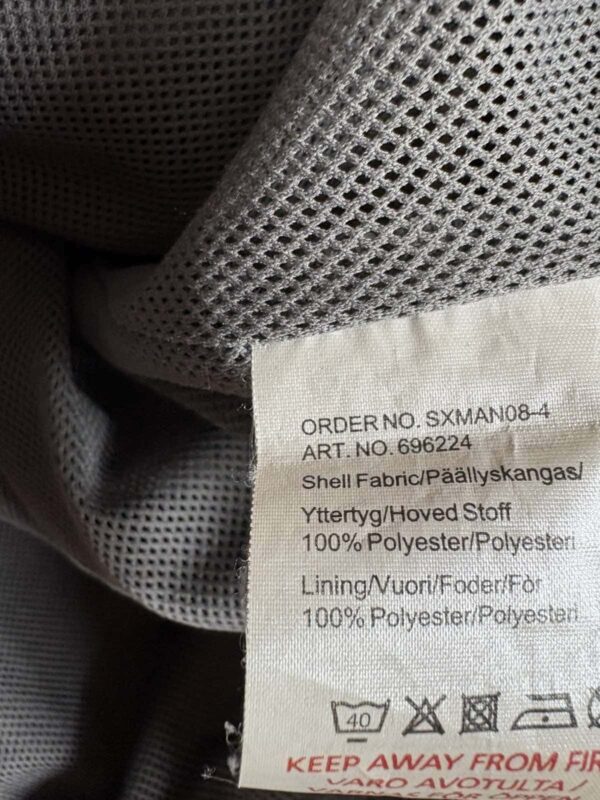 ORDER NO. SXMAN08-4
ART. NO. 696224
Shell Fabric/Päällyskangas/
Yttertyg/Hoved Stoff
100% Polyester/Polyesteri
Lining/Vuori/Foder/Fòr
100% Polyester/Polyesteri
40
KEEP AWAY FROM FIR
VARO AVOTULTA/